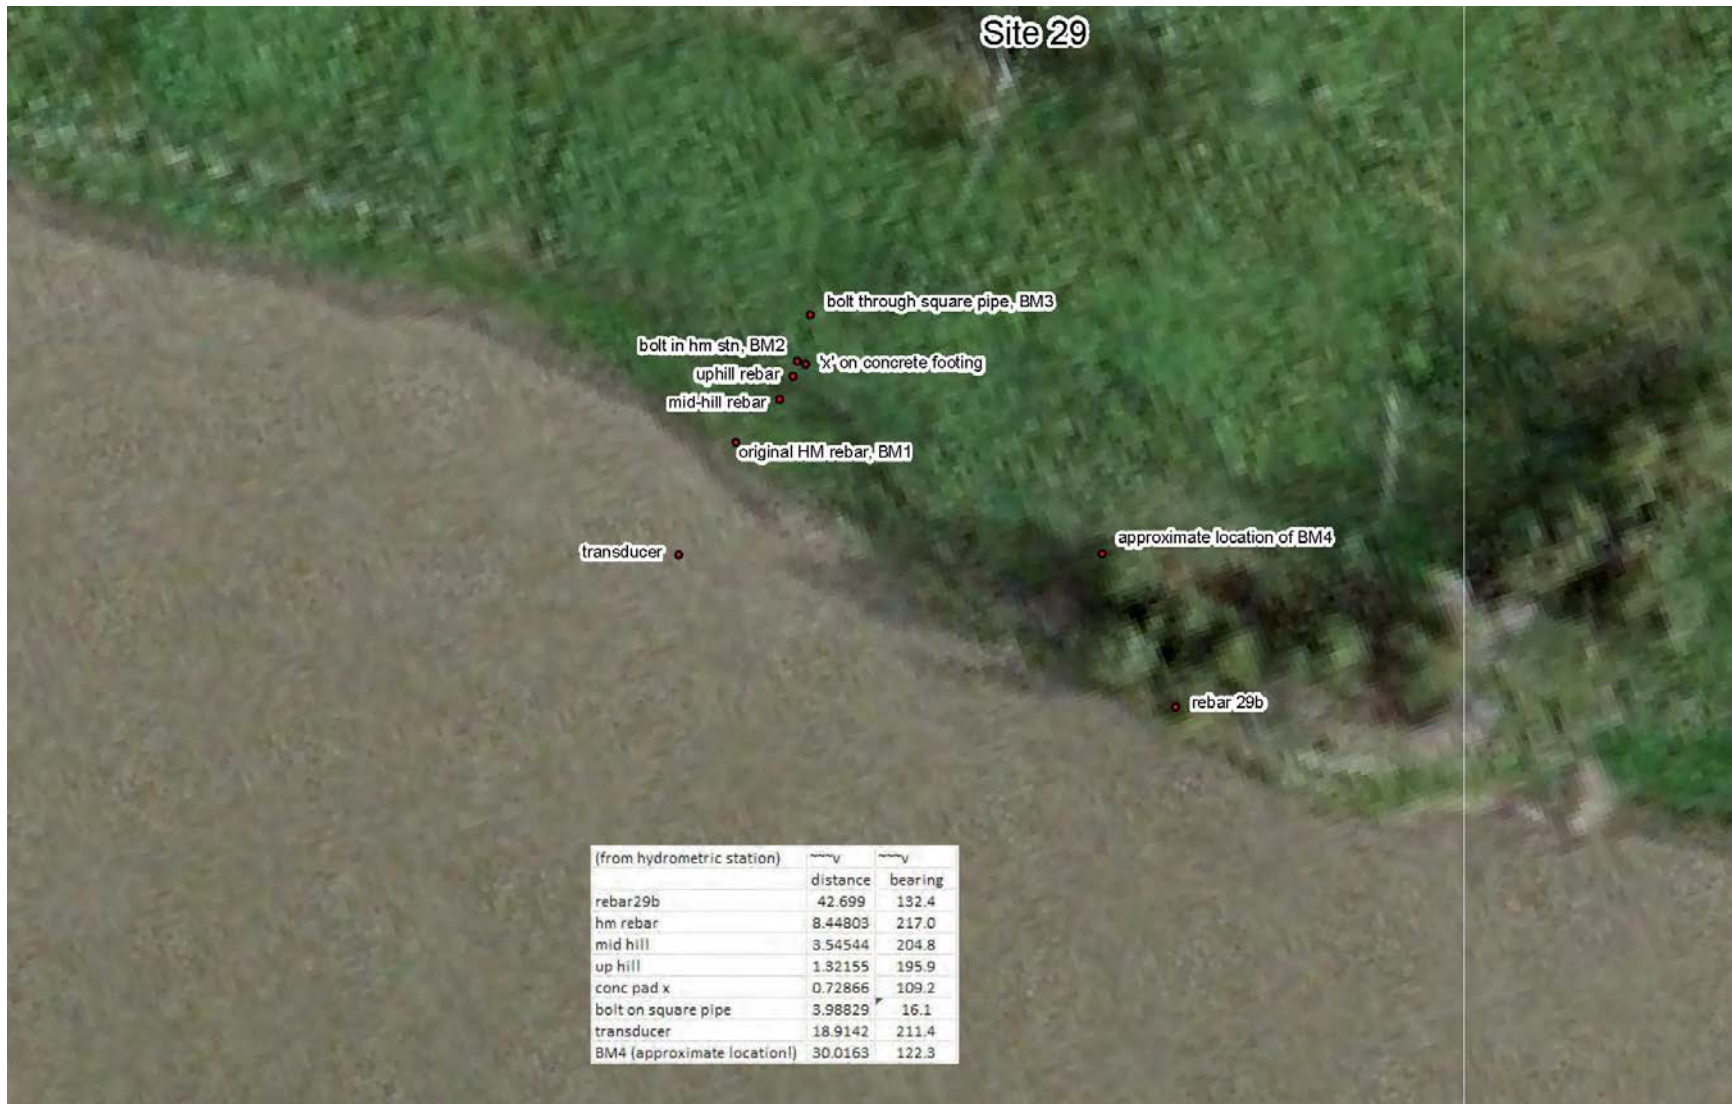 Site 29
bolt through square pipe, BM3
bolt in hm stn, BM2
'x' on concrete footing
uphill rebar
mid-hill rebar
original HM rebar, BM1
transducer
approximate location of BM4
rebar 29b
(from hydrometric station) ~~~v ~~~v
distance bearing
rebar29b 42.699 132.4
hm rebar 8.44803 217.0
mid hill 3.54544 204.8
up hill 1.32155 195.9
conc pad x 0.72866 109.2
bolt on square pipe 3.98829 16.1
transducer 18.9142 211.4
BM4 (approximate location!) 30.0163 122.3